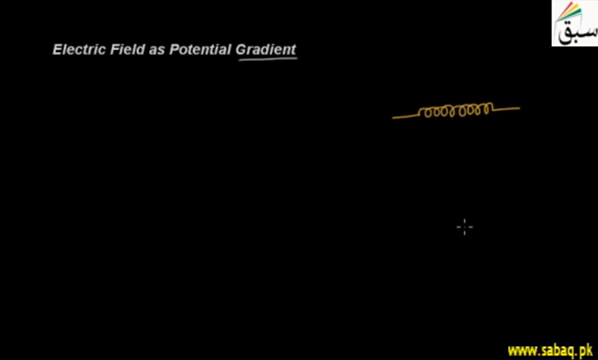 Electric Field as Potential Gradient
سبق
www.sabaq.pk